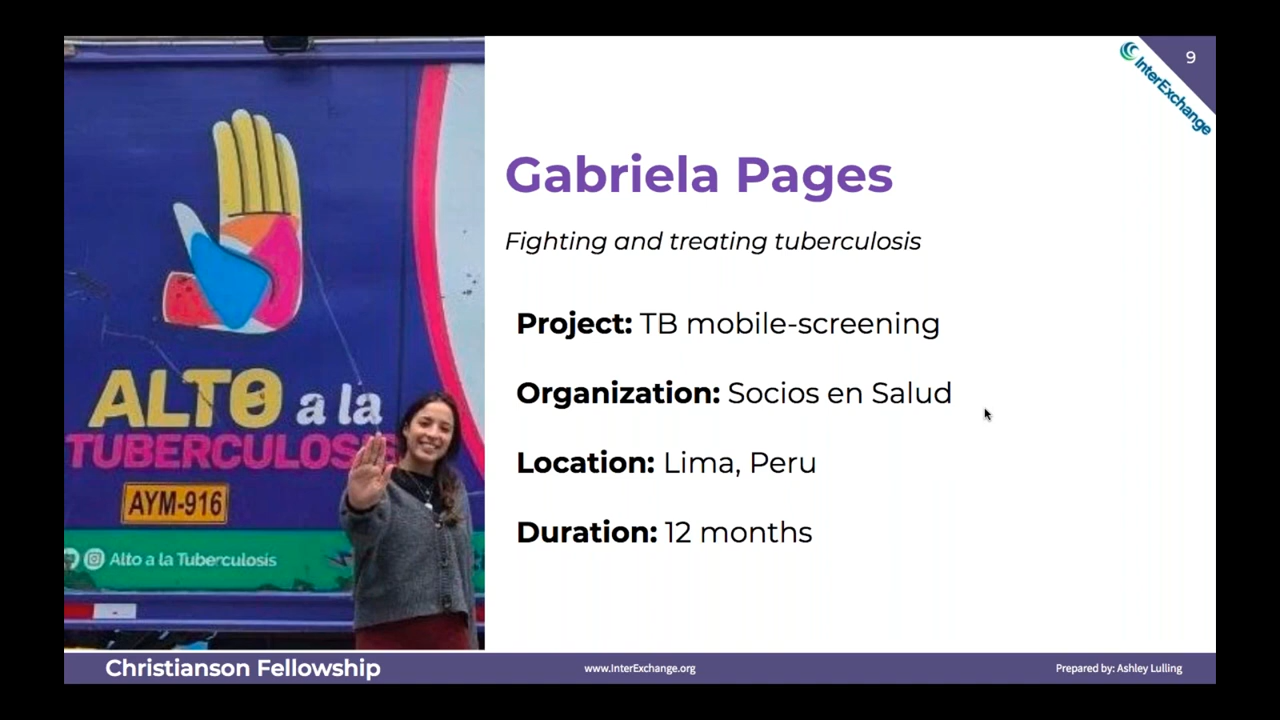 9
InterExchange
Gabriela Pages
Fighting and treating tuberculosis
Project: TB mobile-screening
Organization: Socios en Salud
Location: Lima, Peru
Duration: 12 months
ALTO a la
TUBERCULOSIS
AYM-916
Alto a la Tuberculosis
Christianson Fellowship
www.InterExchange.org
Prepared by: Ashley Lulling